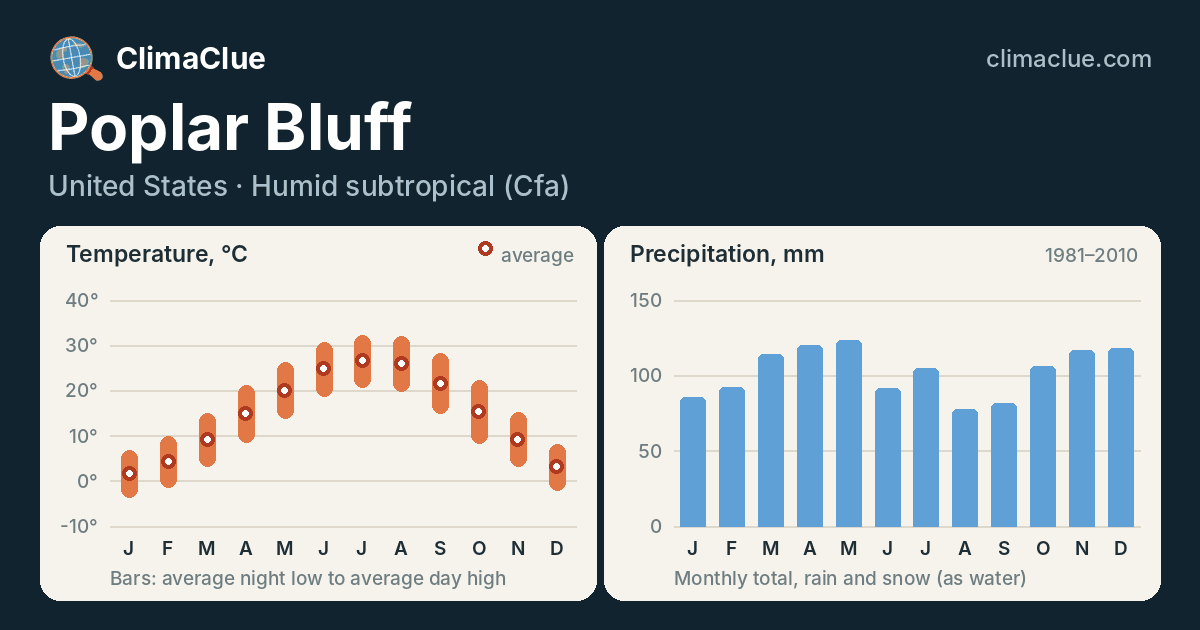 ClimaClue
climaclue.com
Poplar Bluff
United States · Humid subtropical (Cfa)
Temperature, °C
average
40°
30°
20°
10°
0°
-10°
J F M A M J J A S O N D
Bars: average night low to average day high
Precipitation, mm
1981–2010
150
100
50
0
J F M A M J J A S O N D
Monthly total, rain and snow (as water)